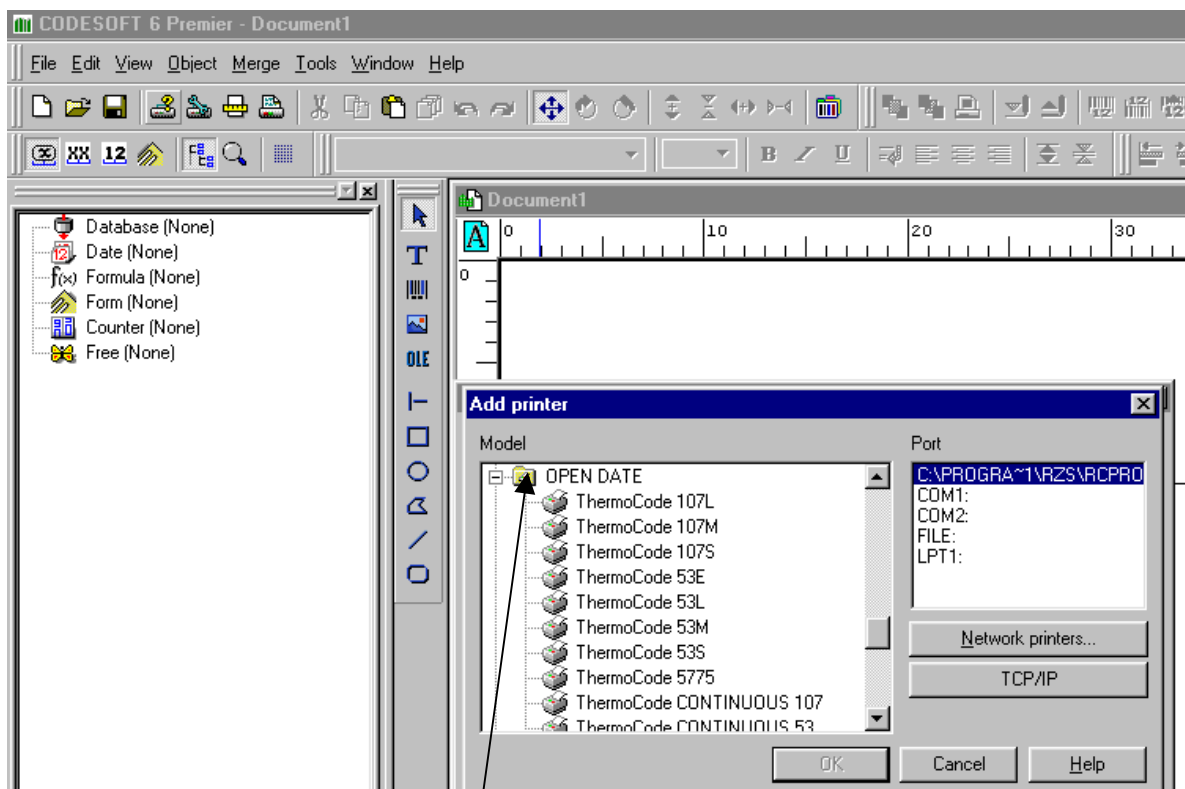 CODESOFT 6 Premier - Document1
File Edit View Object Merge Tools Window Help
XX 12
B I U
Database (None)
Date (None)
Formula (None)
Form (None)
Counter (None)
Free (None)
T
OLE
Document1
A 0 10 20 30
0
Add printer
Model
OPEN DATE
ThermoCode 107L
ThermoCode 107M
ThermoCode 107S
ThermoCode 53E
ThermoCode 53L
ThermoCode 53M
ThermoCode 53S
ThermoCode 5775
ThermoCode CONTINUOUS 107
ThermoCode CONTINUOUS 53
Port
C:\PROGRA~1\RZS\RCPRO
COM1:
COM2:
FILE:
LPT1:
Network printers...
TCP/IP
OK Cancel Help